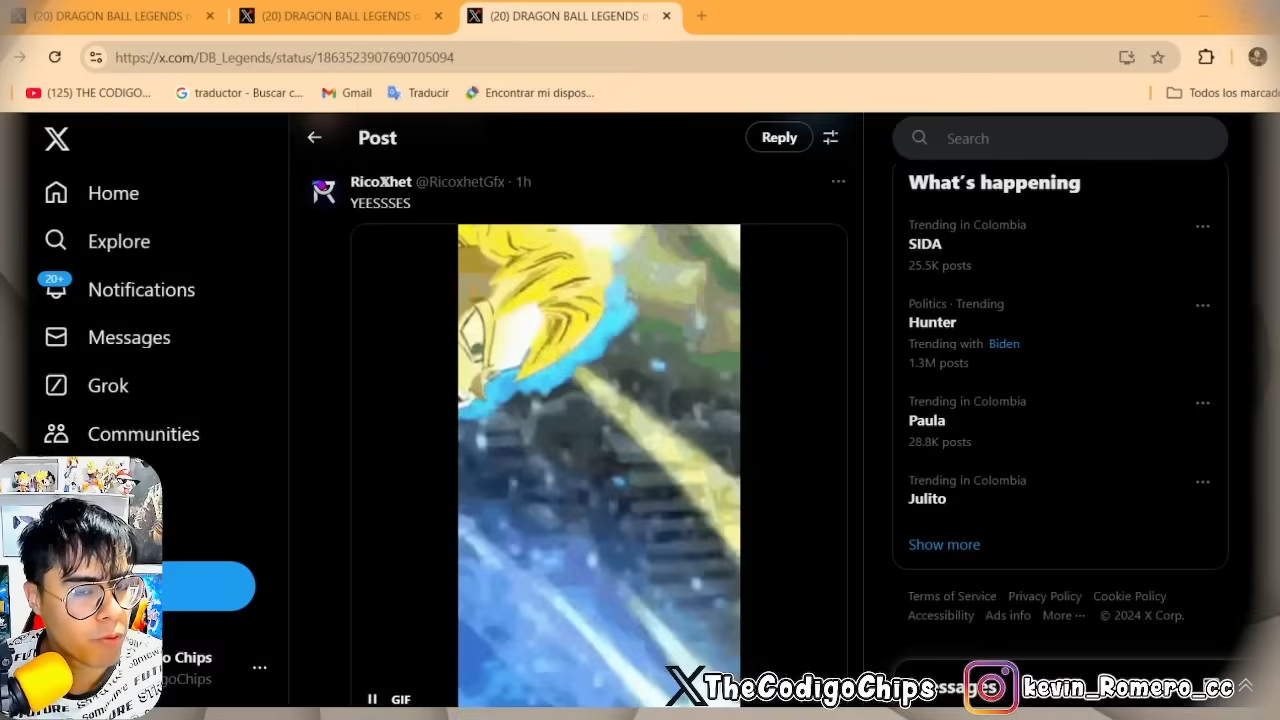 (20) DRAGON BALL LEGENDS
(20) DRAGON BALL LEGENDS
(20) DRAGON BALL LEGENDS
https://x.com/DB_Legends/status/1863523907690705094
(125) THE CODIGO...
traductor - Buscar c...
Gmail
Traducir
Encontrar mi dispos...
Todos los marcad
Home
Explore
20+
Notifications
Messages
Grok
Communities
o Chips
goChips
Post
Reply
RicoXhet @RicoxhetGfx · 1h
YEESSSES
GIF
Search
What's happening
Trending in Colombia
SIDA
25.5K posts
Politics · Trending
Hunter
Trending with Biden
1.3M posts
Trending in Colombia
Paula
28.8K posts
Trending in Colombia
Julito
Show more
Terms of Service Privacy Policy Cookie Policy
Accessibility Ads info More ··· © 2024 X Corp.
TheCodigoChips
kevin_Romero_cc